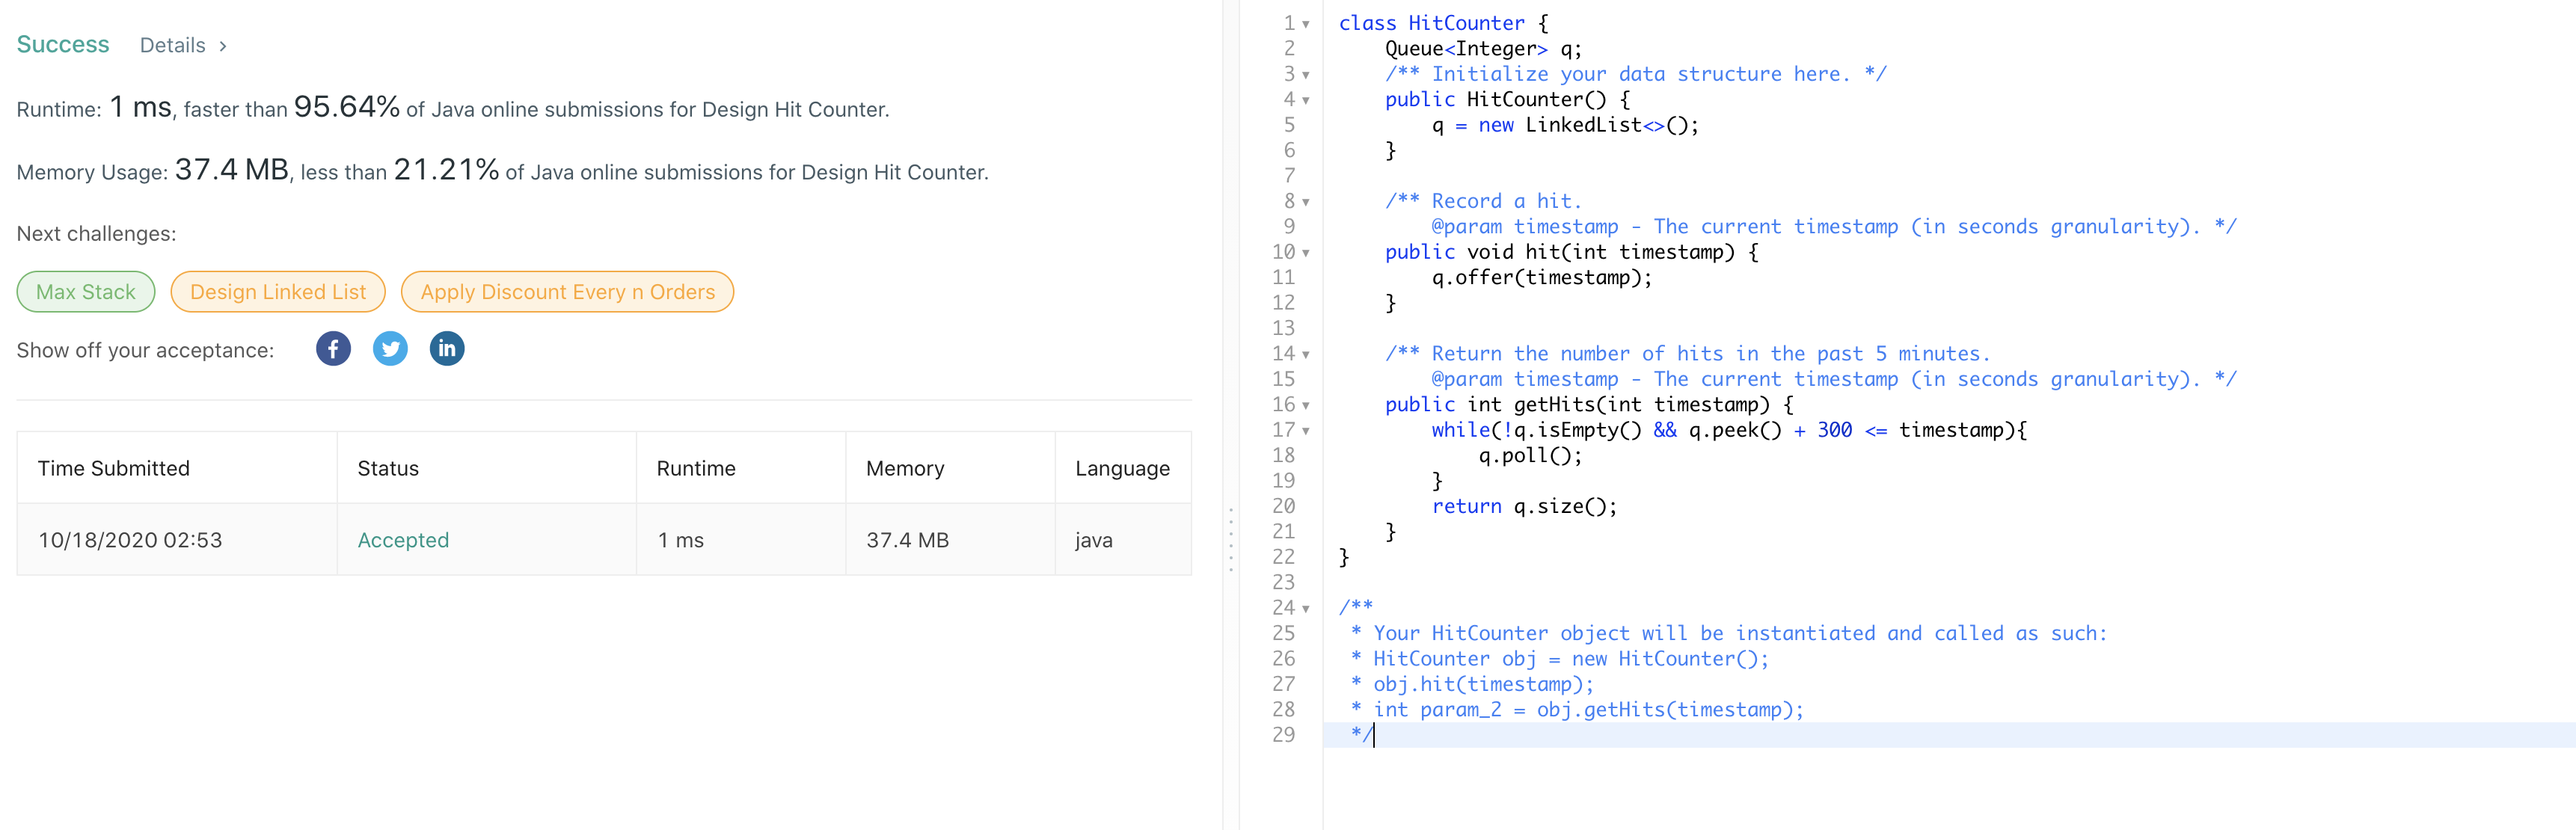 Success Details >
Runtime: 1 ms, faster than 95.64% of Java online submissions for Design Hit Counter.
Memory Usage: 37.4 MB, less than 21.21% of Java online submissions for Design Hit Counter.
Next challenges:
Max Stack Design Linked List Apply Discount Every n Orders
Show off your acceptance: f in
Time Submitted Status Runtime Memory Language
10/18/2020 02:53 Accepted 1 ms 37.4 MB java
1 class HitCounter {
2     Queue<Integer> q;
3     /** Initialize your data structure here. */
4     public HitCounter() {
5         q = new LinkedList<>();
6     }
7
8     /** Record a hit.
9         @param timestamp - The current timestamp (in seconds granularity). */
10     public void hit(int timestamp) {
11         q.offer(timestamp);
12     }
13
14     /** Return the number of hits in the past 5 minutes.
15         @param timestamp - The current timestamp (in seconds granularity). */
16     public int getHits(int timestamp) {
17         while(!q.isEmpty() && q.peek() + 300 <= timestamp){
18             q.poll();
19         }
20         return q.size();
21     }
22 }
23
24 /**
25  * Your HitCounter object will be instantiated and called as such:
26  * HitCounter obj = new HitCounter();
27  * obj.hit(timestamp);
28  * int param_2 = obj.getHits(timestamp);
29  */